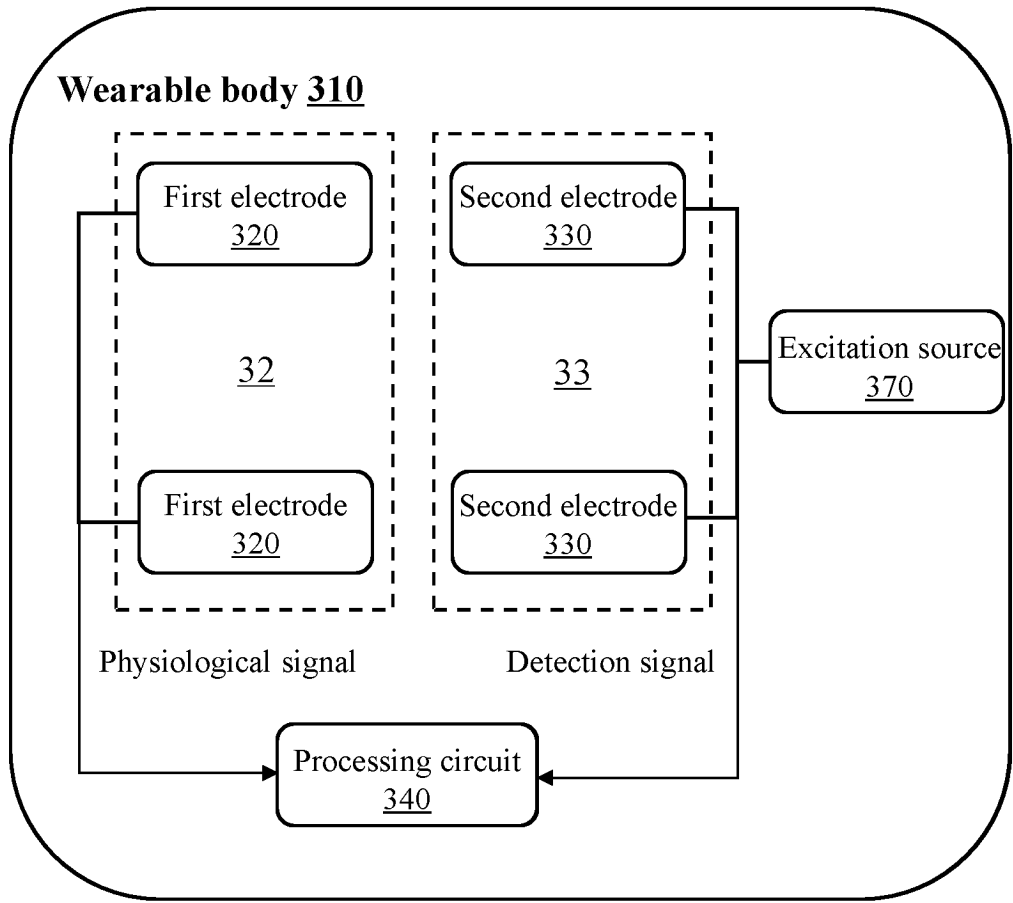 Wearable body 310
First electrode
320
Second electrode
330
32
33
Excitation source
370
First electrode
320
Second electrode
330
Physiological signal
Detection signal
Processing circuit
340